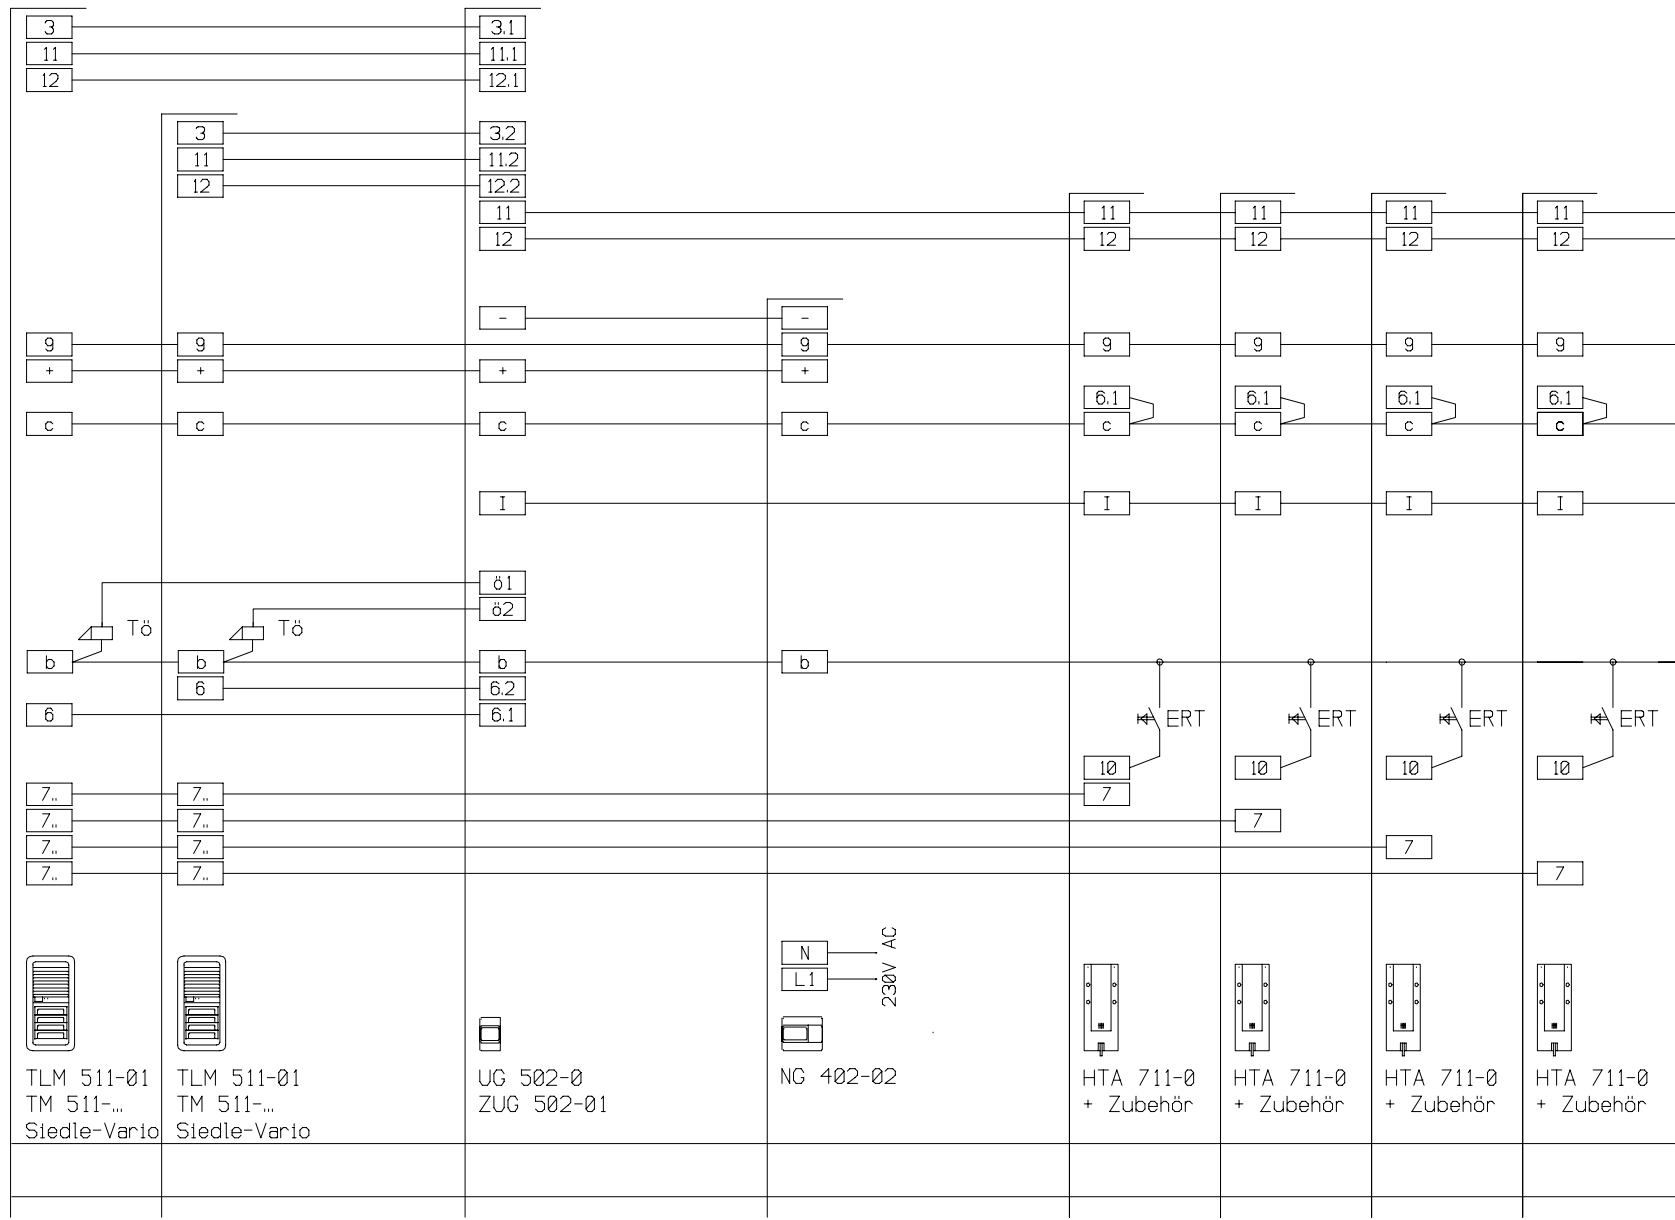 3 3.1
11 11.1
12 12.1
3 3.2
11 11.2
12 12.2
11 11 11 11 11
12 12 12 12 12
- -
9 9 9 9 9 9 9
+ + + +
6.1 6.1 6.1 6.1
c c c c c c c c
I I I I I
ö1
ö2
Tö Tö
b b b b
6 6.2
6 6.1
ERT ERT ERT ERT
10 10 10 10
7.. 7.. 7
7.. 7.. 7
7.. 7.. 7
7.. 7.. 7
N
L1
230V AC
TLM 511-01 TLM 511-01 UG 502-0 NG 402-02 HTA 711-0 HTA 711-0 HTA 711-0 HTA 711-0
TM 511-... TM 511-... ZUG 502-01 + Zubehör + Zubehör + Zubehör + Zubehör
Siedle-Vario Siedle-Vario